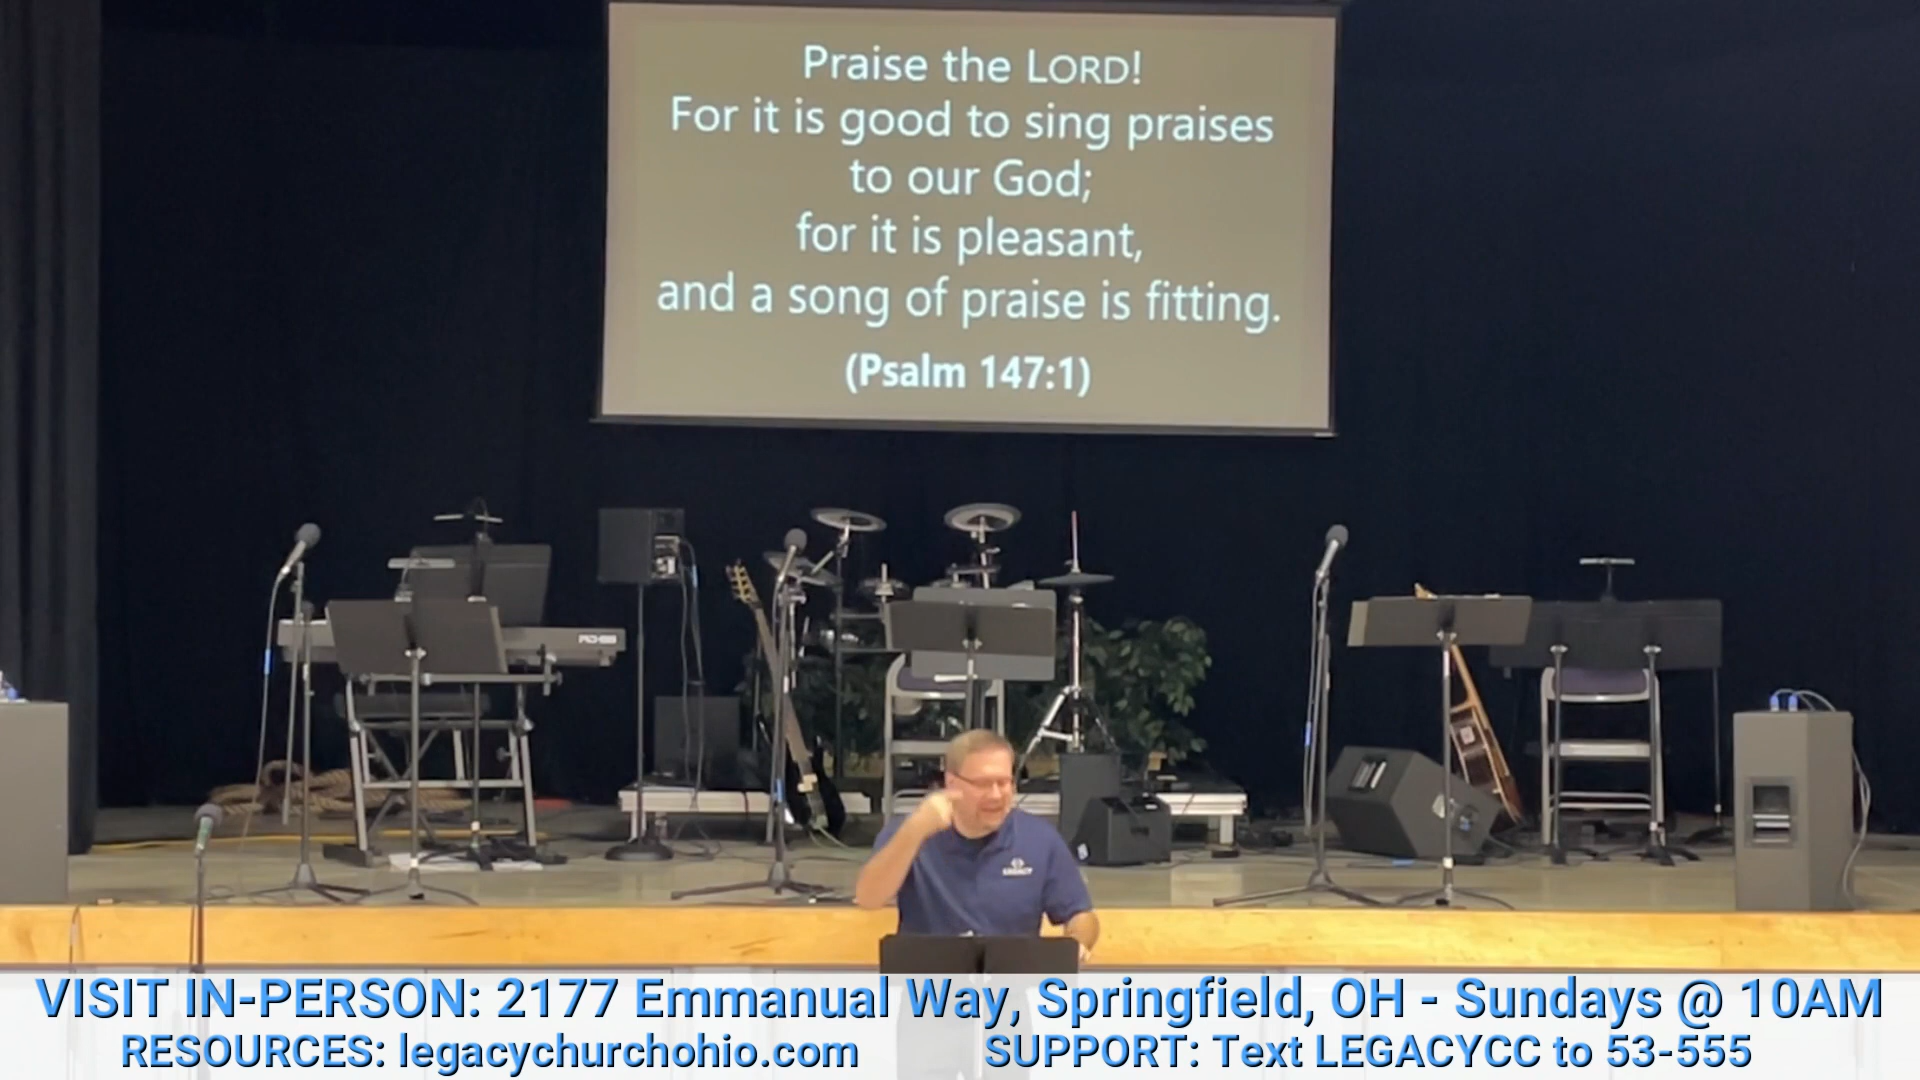 Praise the LORD!
For it is good to sing praises
to our God;
for it is pleasant,
and a song of praise is fitting.
(Psalm 147:1)
LEGACY
VISIT IN-PERSON: 2177 Emmanual Way, Springfield, OH - Sundays @ 10AM
RESOURCES: legacychurchohio.com
SUPPORT: Text LEGACYCC to 53-555